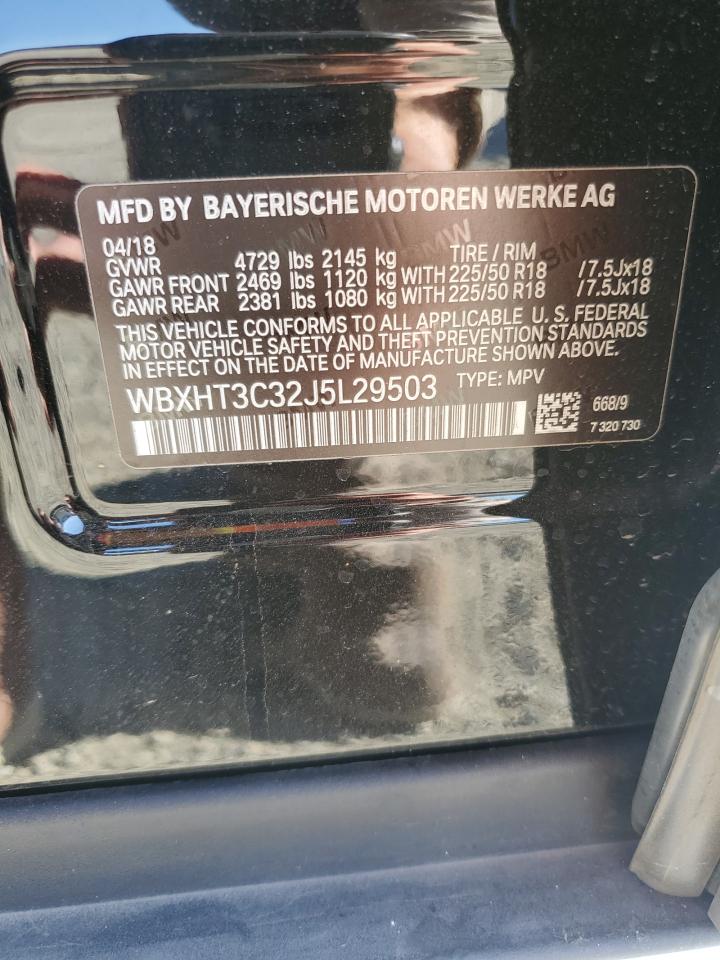 MFD BY BAYERISCHE MOTOREN WERKE AG
04/18 TIRE / RIM
GVWR 4729 lbs 2145 kg
GAWR FRONT 2469 lbs 1120 kg WITH 225/50 R18 /7.5Jx18
GAWR REAR 2381 lbs 1080 kg WITH 225/50 R18 /7.5Jx18
THIS VEHICLE CONFORMS TO ALL APPLICABLE U. S. FEDERAL
MOTOR VEHICLE SAFETY AND THEFT PREVENTION STANDARDS
IN EFFECT ON THE DATE OF MANUFACTURE SHOWN ABOVE.
WBXHT3C32J5L29503 TYPE: MPV
668/9
7 320 730